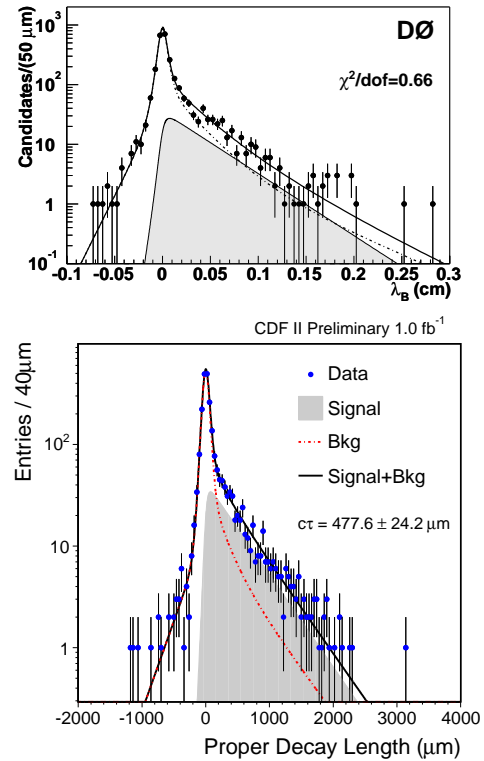 Candidates/(50 μm)
10³
10²
10
1
10⁻¹
DØ
χ²/dof=0.66
-0.1 -0.05 0 0.05 0.1 0.15 0.2 0.25 0.3
λ_B (cm)
CDF II Preliminary 1.0 fb⁻¹
Entries / 40μm
10²
10
1
Data
Signal
Bkg
Signal+Bkg
cτ = 477.6 ± 24.2 μm
-2000 -1000 0 1000 2000 3000 4000
Proper Decay Length (μm)